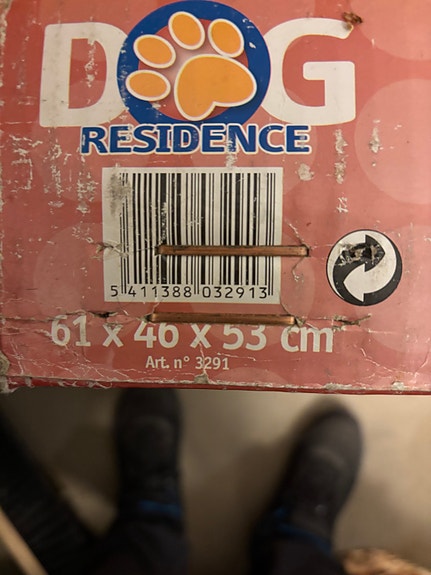 DOG
RESIDENCE
5 411388 032913
61 x 46 x 53 cm
Art. n° 3291